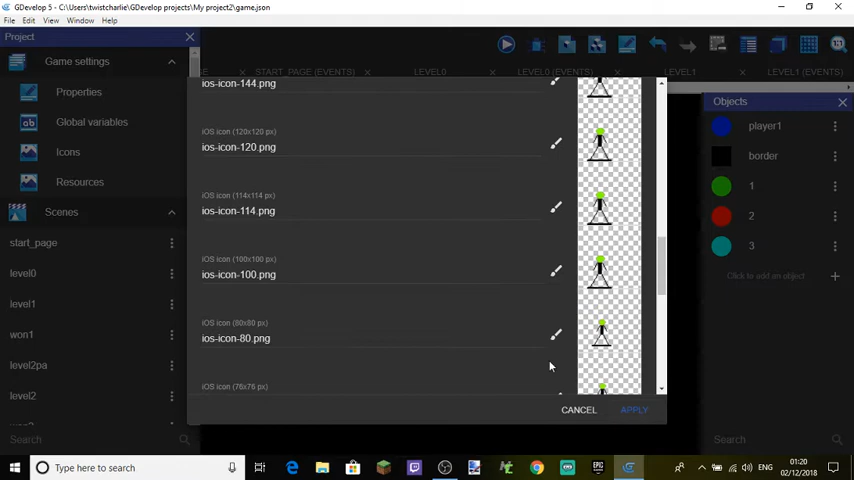 GDevelop 5 - C:\Users\twistcharlie\GDevelop projects\My project2\game.json
File Edit View Window Help
Project
Game settings
Properties
Global variables
Icons
Resources
Scenes
start_page
level0
level1
won1
level2pa
level2
Search
START_PAGE (EVENTS)
LEVEL0
LEVEL0 (EVENTS)
LEVEL1
LEVEL1 (EVENTS)
ios-icon-144.png
iOS icon (120x120 px)
ios-icon-120.png
iOS icon (114x114 px)
ios-icon-114.png
iOS icon (100x100 px)
ios-icon-100.png
iOS icon (80x80 px)
ios-icon-80.png
iOS icon (76x76 px)
CANCEL APPLY
Objects
player1
border
1
2
3
Click to add an object
Search
Type here to search
EPIC
ENG
01:20
02/12/2018